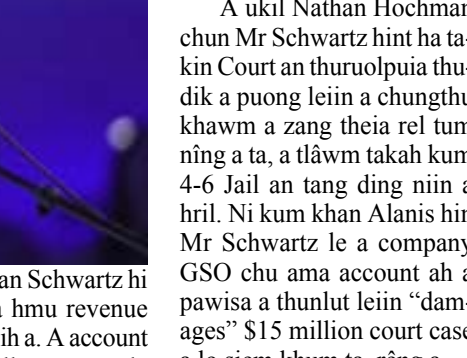 an Schwartz hi
hmu revenue
ih a. A account
A ukil Nathan Hochman
chun Mr Schwartz hint ha ta-
kin Court an thuruolpuia thu-
dik a puong leiin a chungthu
khawm a zang theia rel tum
nîng a ta, a tlâwm takah kum
4-6 Jail an tang ding niin a
hril. Ni kum khan Alanis hin
Mr Schwartz le a company
GSO chu ama account ah a
pawisa a thunlut leiin “dam-
ages” $15 million court case